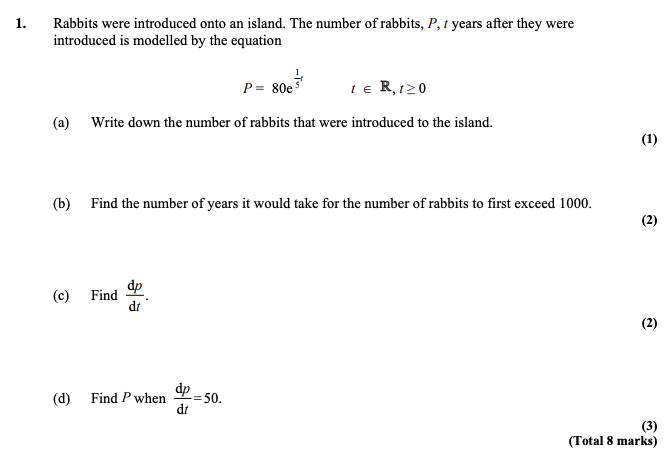 1. Rabbits were introduced onto an island. The number of rabbits, P, t years after they were
introduced is modelled by the equation
P = 80e^{\frac{1}{5}t} t ∈ ℝ, t ≥ 0
(a) Write down the number of rabbits that were introduced to the island.
(1)
(b) Find the number of years it would take for the number of rabbits to first exceed 1000.
(2)
(c) Find \frac{dp}{dt}.
(2)
(d) Find P when \frac{dp}{dt}=50.
(3)
(Total 8 marks)